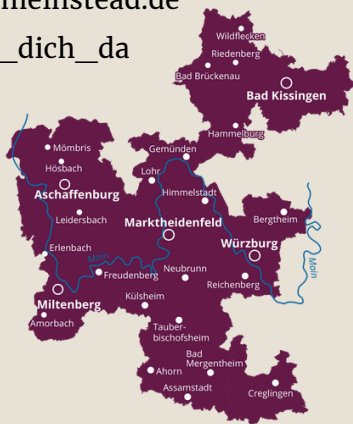 meinstead.de
_dich_da
Wildflecken
Riedenberg
Bad Brückenau
Bad Kissingen
Hammelburg
Gemünden
Mömbris
Hösbach
Lohr
Aschaffenburg
Himmelstadt
Leidersbach
Marktheidenfeld
Bergtheim
Würzburg
Erlenbach
Main
Main
Freudenberg
Neubrunn
Reichenberg
Miltenberg
Külsheim
Amorbach
Tauber-
bischofsheim
Bad
Mergentheim
Ahorn
Assamstadt
Creglingen